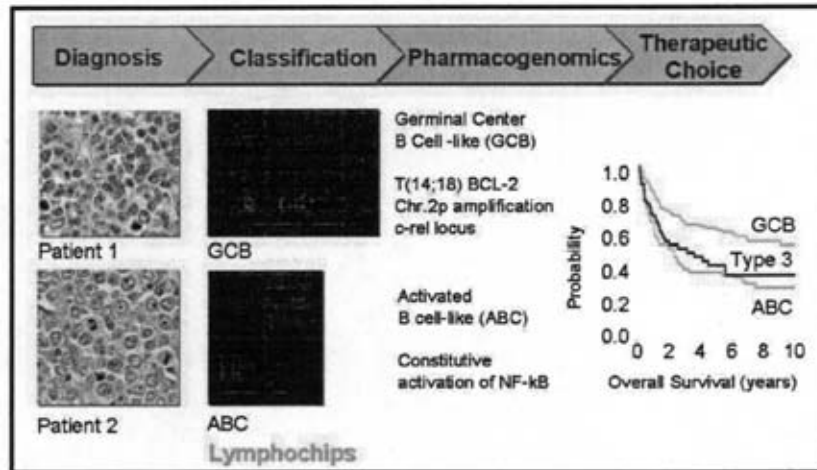 Diagnosis
Classification
Pharmacogenomics
Therapeutic
Choice
Patient 1
GCB
Germinal Center
B Cell -like (GCB)
T(14;18) BCL-2
Chr.2p amplification
c-rel locus
Patient 2
ABC
Lymphochips
Activated
B cell-like (ABC)
Constitutive
activation of NF-kB
Probability
1.0
0.8
0.6
0.4
0.2
0.0
GCB
Type 3
ABC
0 2 4 6 8 10
Overall Survival (years)